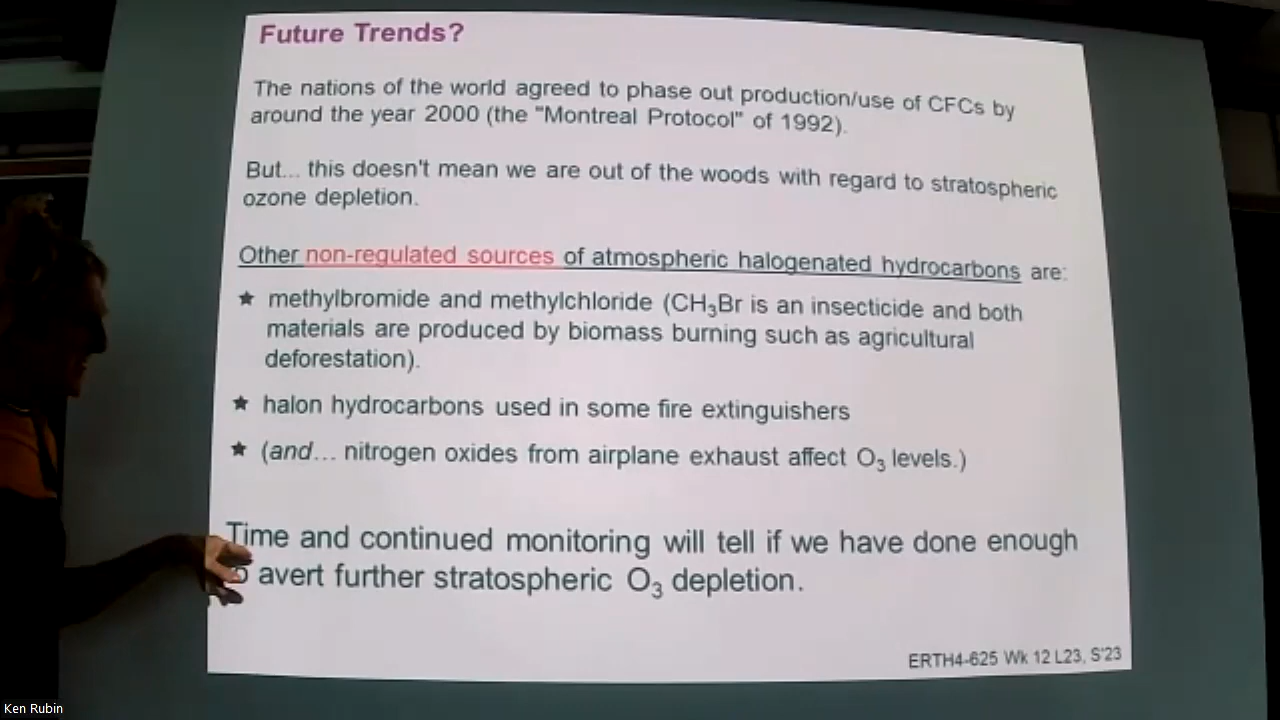 Future Trends?
The nations of the world agreed to phase out production/use of CFCs by
around the year 2000 (the "Montreal Protocol" of 1992).
But... this doesn't mean we are out of the woods with regard to stratospheric
ozone depletion.
Other non-regulated sources of atmospheric halogenated hydrocarbons are:
★ methylbromide and methylchloride (CH₃Br is an insecticide and both
materials are produced by biomass burning such as agricultural
deforestation).
★ halon hydrocarbons used in some fire extinguishers
★ (and... nitrogen oxides from airplane exhaust affect O₃ levels.)
Time and continued monitoring will tell if we have done enough
avert further stratospheric O₃ depletion.
ERTH4-625 Wk 12 L23, S'23
Ken Rubin